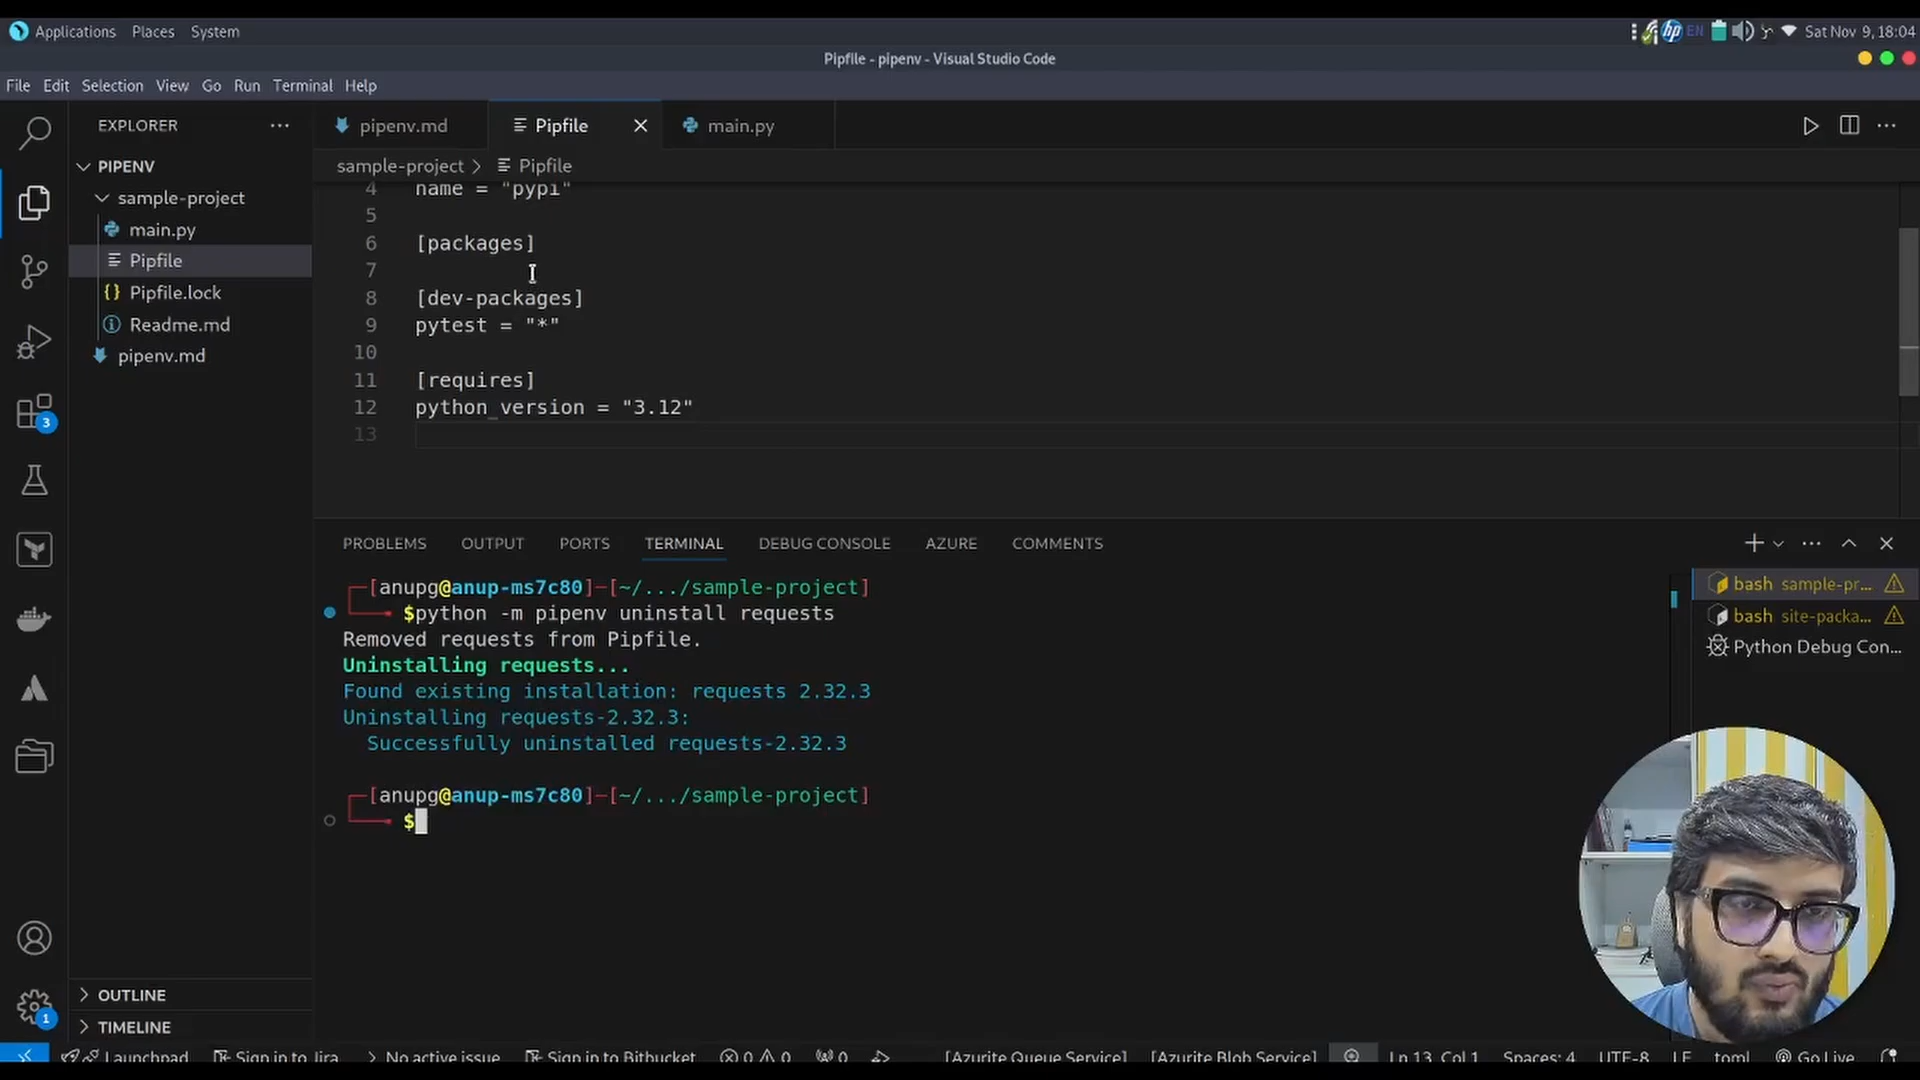 Applications Places System
EN Sat Nov 9, 18:04
Pipfile - pipenv - Visual Studio Code
File Edit Selection View Go Run Terminal Help
EXPLORER
pipenv.md Pipfile main.py
PIPENV
sample-project > Pipfile
sample-project
main.py
Pipfile
Pipfile.lock
Readme.md
pipenv.md
4 name = "pypi"
5
6 [packages]
7
8 [dev-packages]
9 pytest = "*"
10
11 [requires]
12 python_version = "3.12"
13
3
PROBLEMS OUTPUT PORTS TERMINAL DEBUG CONSOLE AZURE COMMENTS
[anupg@anup-ms7c80]-[~/.../sample-project]
$python -m pipenv uninstall requests
Removed requests from Pipfile.
Uninstalling requests...
Found existing installation: requests 2.32.3
Uninstalling requests-2.32.3:
Successfully uninstalled requests-2.32.3
[anupg@anup-ms7c80]-[~/.../sample-project]
$
bash sample-pr...
bash site-packa...
Python Debug Con...
OUTLINE
TIMELINE
1
Launchpad Sign in to Jira No active issue Sign in to Bitbucket 0 0 0 [Azurite Queue Service] [Azurite Blob Service] Ln 13, Col 1 Spaces: 4 UTF-8 LF toml Go Live